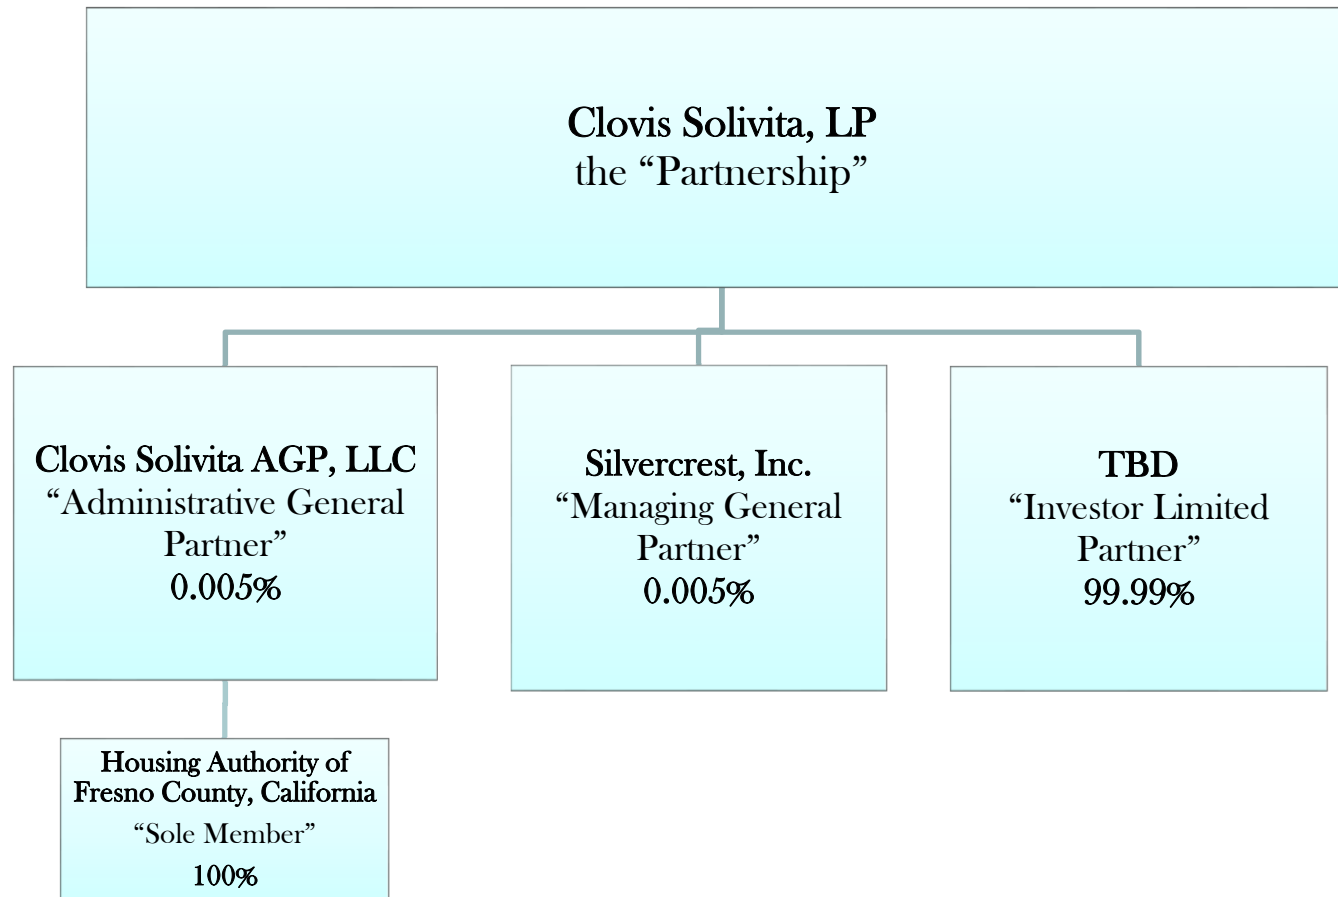 Clovis Solivita, LP
the “Partnership”
Clovis Solivita AGP, LLC
“Administrative General
Partner”
0.005%
Silvercrest, Inc.
“Managing General
Partner”
0.005%
TBD
“Investor Limited
Partner”
99.99%
Housing Authority of
Fresno County, California
“Sole Member”
100%